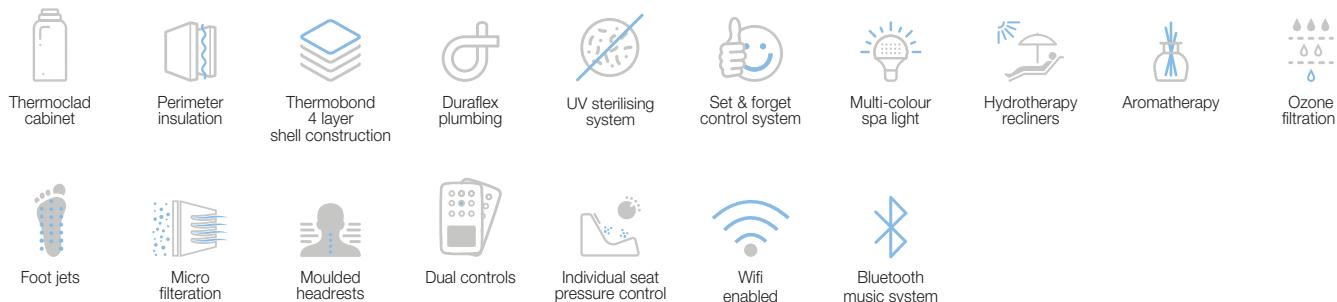 Thermoclad
cabinet
Perimeter
insulation
Thermobond
4 layer
shell construction
Duraflex
plumbing
UV sterilising
system
Set & forget
control system
Multi-colour
spa light
Hydrotherapy
recliners
Aromatherapy
Ozone
filtration
Foot jets
Micro
filteration
Moulded
headrests
Dual controls
Individual seat
pressure control
Wifi
enabled
Bluetooth
music system